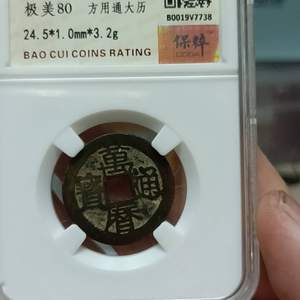 极美80 方用通大历
B0019V7738
24.5*1.0mm*3.2g
保粹
BAO CUI COINS RATING
萬曆通寶